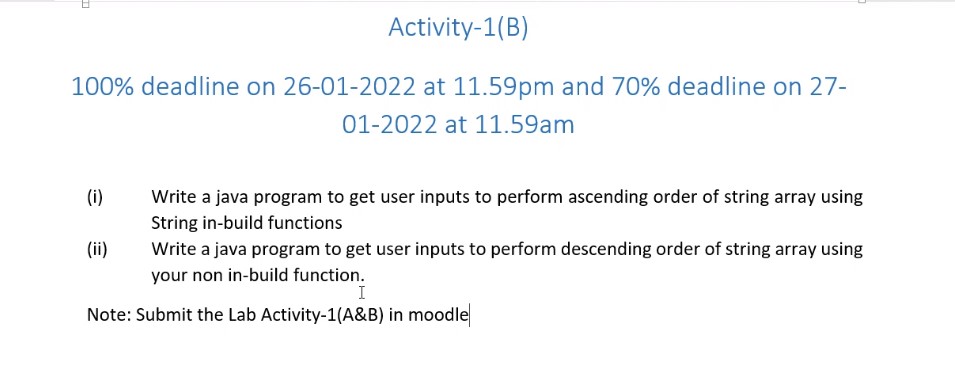 Activity-1(B)
100% deadline on 26-01-2022 at 11.59pm and 70% deadline on 27-
01-2022 at 11.59am
(i) Write a java program to get user inputs to perform ascending order of string array using
String in-build functions
(ii) Write a java program to get user inputs to perform descending order of string array using
your non in-build function.
Note: Submit the Lab Activity-1(A&B) in moodle